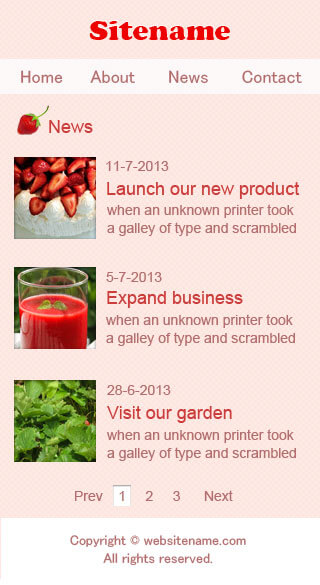 Sitename
Home About News Contact
News
11-7-2013
Launch our new product
when an unknown printer took
a galley of type and scrambled
5-7-2013
Expand business
when an unknown printer took
a galley of type and scrambled
28-6-2013
Visit our garden
when an unknown printer took
a galley of type and scrambled
Prev 1 2 3 Next
Copyright © websitename.com
All rights reserved.